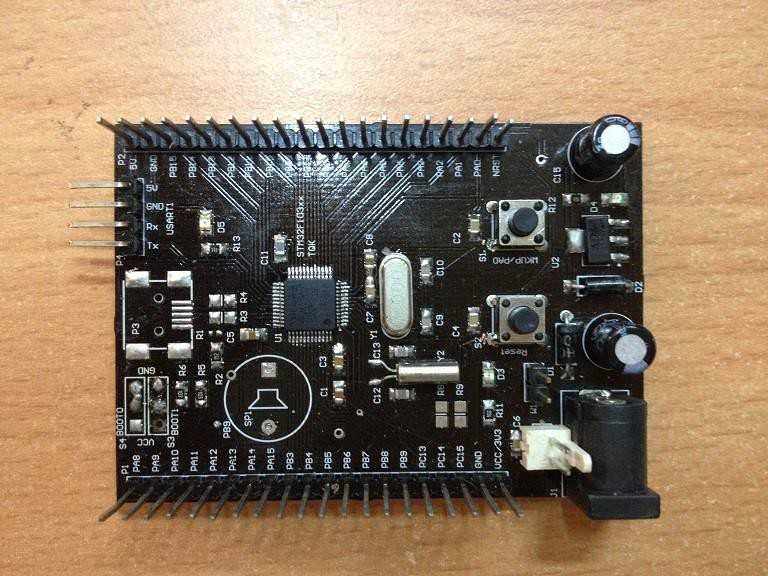 P2
5V
GND
PB15
PA2
PA1
PA0
NRST
C15
5V
GND
Rx
Tx
USART1
P4
D5
R13
C11
STM32F103xx
TQK
C8
C10
C2
S1
WKUP/PA0
R12
D4
U2
D2
P3
R4
R3
R1
C5
R2
U1
C7
Y1
C9
C4
S2
Reset
D3
C13
Y2
C12
R8
R9
R11
C3
C1
R6
R5
GND
BOOT0
S4
VCC
BOOT1
S3
PB9
SP1
W1
C6
J1
P1
PA8
PA9
PA10
PA11
PA12
PA13
PA14
PA15
PB3
PB4
PB5
PB6
PB7
PB8
PB9
PC13
PC14
PC15
GND
VCC/3V3